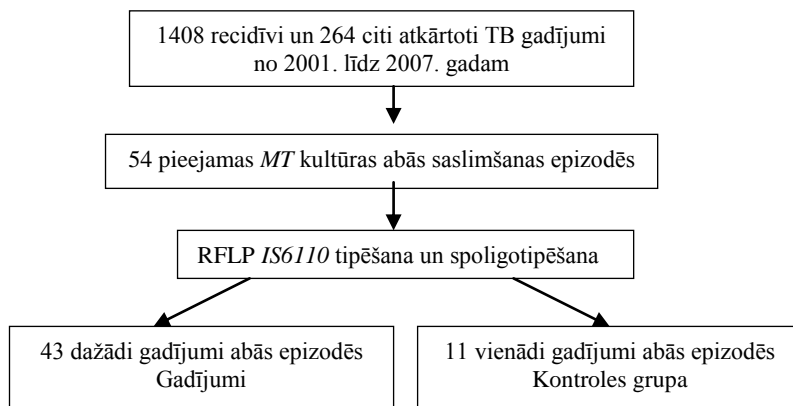 1408 recidīvi un 264 citi atkārtoti TB gadījumi
no 2001. līdz 2007. gadam
54 pieejamas MT kultūras abās saslimšanas epizodēs
RFLP IS6110 tipēšana un spoligotipēšana
43 dažādi gadījumi abās epizodēs
Gadījumi
11 vienādi gadījumi abās epizodēs
Kontroles grupa